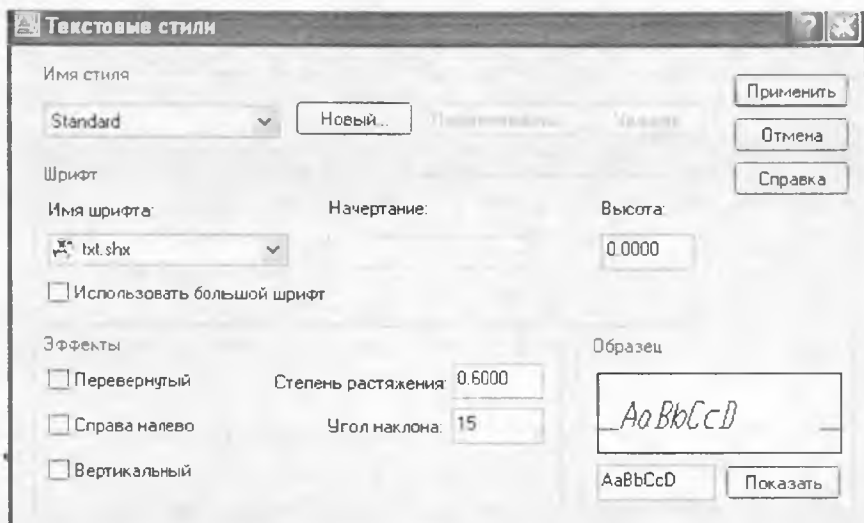 Текстовые стили
Имя стиля
Standard
Новый...
Применить
Отмена
Справка
Шрифт
Имя шрифта: Начертание: Высота:
txt.shx 0.0000
Использовать большой шрифт
Эффекты
Перевернутый
Справа налево
Вертикальный
Степень растяжения: 0.6000
Угол наклона: 15
Образец
AaBbCcD
AaBbCcD Показать